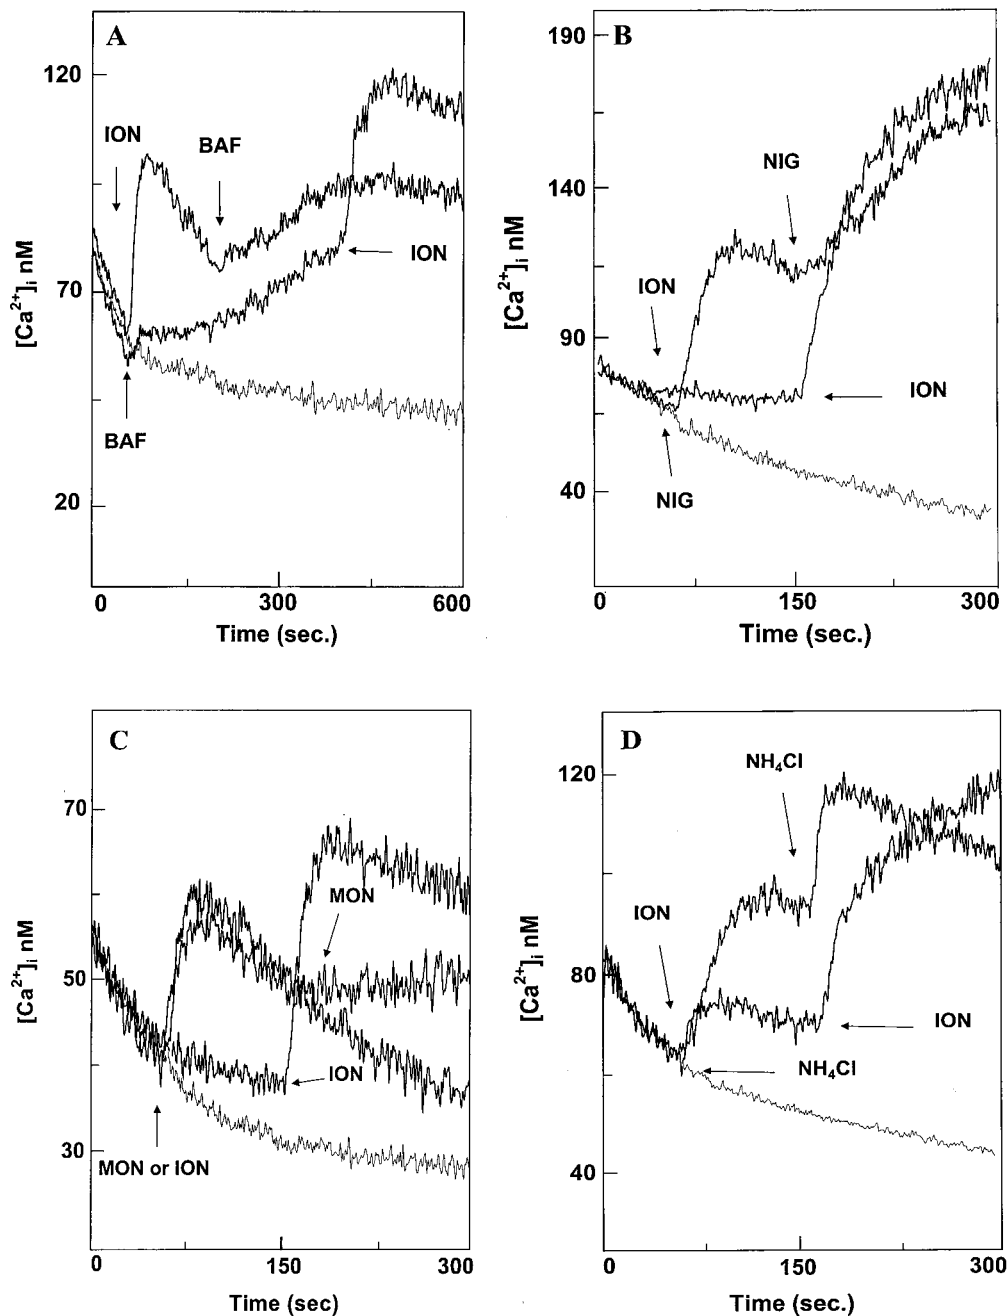 A
120
ION
BAF
[Ca²⁺]ᵢ nM
70
ION
BAF
20
0 300 600
Time (sec.)
B
190
NIG
140
ION
[Ca²⁺]ᵢ nM
90
ION
NIG
40
0 150 300
Time (sec.)
C
70
MON
[Ca²⁺]ᵢ nM
50
ION
30
MON or ION
0 150 300
Time (sec)
D
NH₄Cl
120
ION
[Ca²⁺]ᵢ nM
80
ION
NH₄Cl
40
0 150 300
Time (sec.)